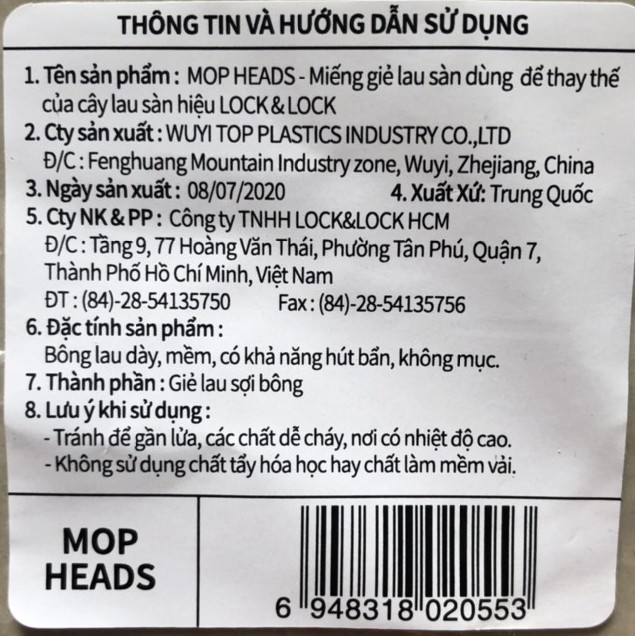 THÔNG TIN VÀ HƯỚNG DẪN SỬ DỤNG
1. Tên sản phẩm : MOP HEADS - Miếng giẻ lau sàn dùng để thay thế
của cây lau sàn hiệu LOCK & LOCK
2. Cty sản xuất : WUYI TOP PLASTICS INDUSTRY CO.,LTD
Đ/C : Fenghuang Mountain Industry zone, Wuyi, Zhejiang, China
3. Ngày sản xuất : 08/07/2020 4. Xuất Xứ: Trung Quốc
5. Cty NK & PP : Công ty TNHH LOCK&LOCK HCM
Đ/C : Tầng 9, 77 Hoàng Văn Thái, Phường Tân Phú, Quận 7,
Thành Phố Hồ Chí Minh, Việt Nam
ĐT : (84)-28-54135750 Fax : (84)-28-54135756
6. Đặc tính sản phẩm :
Bông lau dày, mềm, có khả năng hút bẩn, không mục.
7. Thành phần : Giẻ lau sợi bông
8. Lưu ý khi sử dụng :
- Tránh để gần lửa, các chất dễ cháy, nơi có nhiệt độ cao.
- Không sử dụng chất tẩy hóa học hay chất làm mềm vải.
MOP
HEADS
6 948318 020553